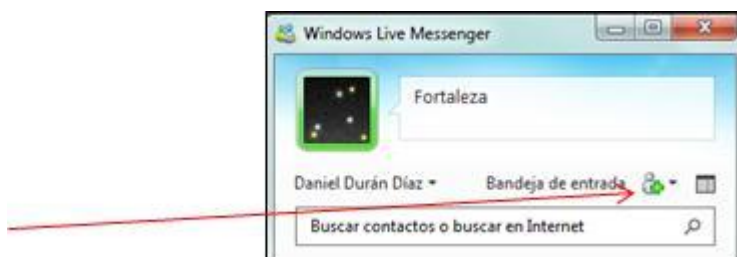 Windows Live Messenger
Fortaleza
Daniel Durán Díaz Bandeja de entrada
Buscar contactos o buscar en Internet